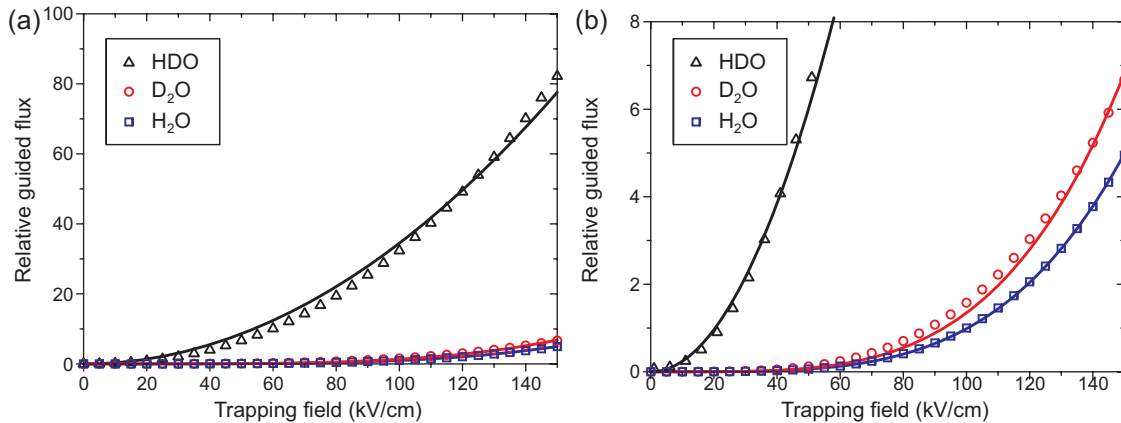 (a)
100
80
60
40
20
0
Relative guided flux
HDO
D₂O
H₂O
0 20 40 60 80 100 120 140
Trapping field (kV/cm)
(b)
8
6
4
2
0
Relative guided flux
HDO
D₂O
H₂O
0 20 40 60 80 100 120 140
Trapping field (kV/cm)